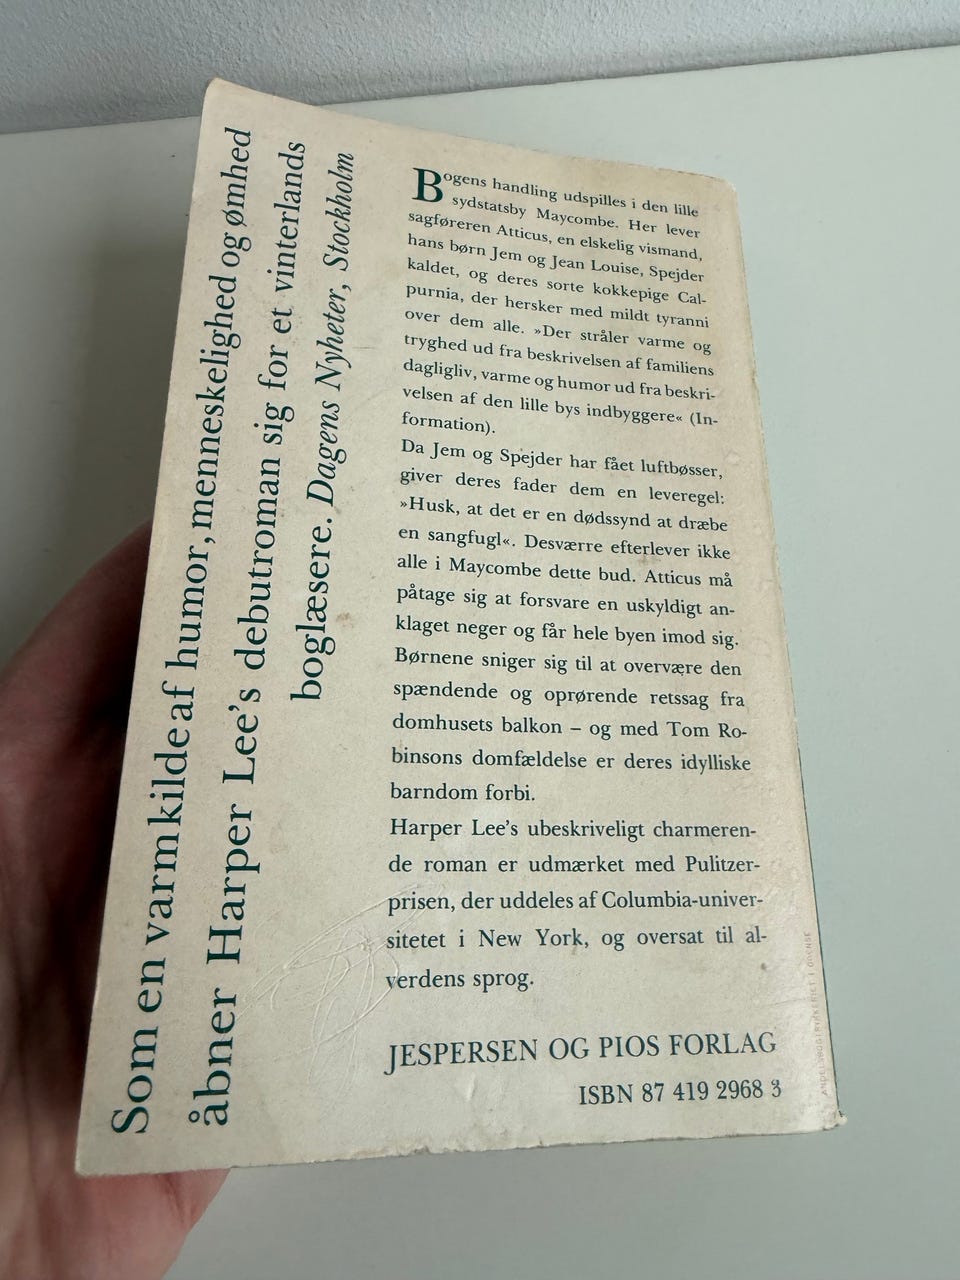 Som en varm kilde af humor, menneskelighed og ømhed
åbner Harper Lee's debutroman sig for et vinterlands
boglæsere. Dagens Nyheter, Stockholm
Bogens handling udspilles i den lille
sydstatsby Maycombe. Her lever
sagføreren Atticus, en elskelig vismand,
hans børn Jem og Jean Louise, Spejder
kaldet, og deres sorte kokkepige Cal-
purnia, der hersker med mildt tyranni
over dem alle. »Der stråler varme og
tryghed ud fra beskrivelsen af familiens
dagligliv, varme og humor ud fra beskri-
velsen af den lille bys indbyggere« (In-
formation).
Da Jem og Spejder har fået luftbøsser,
giver deres fader dem en leveregel:
»Husk, at det er en dødssynd at dræbe
en sangfugl«. Desværre efterlever ikke
alle i Maycombe dette bud. Atticus må
påtage sig at forsvare en uskyldigt an-
klaget neger og får hele byen imod sig.
Børnene sniger sig til at overvære den
spændende og oprørende retssag fra
domhusets balkon – og med Tom Ro-
binsons domfældelse er deres idylliske
barndom forbi.
Harper Lee's ubeskriveligt charmeren-
de roman er udmærket med Pulitzer-
prisen, der uddeles af Columbia-univer-
sitetet i New York, og oversat til al-
verdens sprog.
JESPERSEN OG PIOS FORLAG
ISBN 87 419 2968 3
ANDELSBOGTRYKKERIET I ODENSE